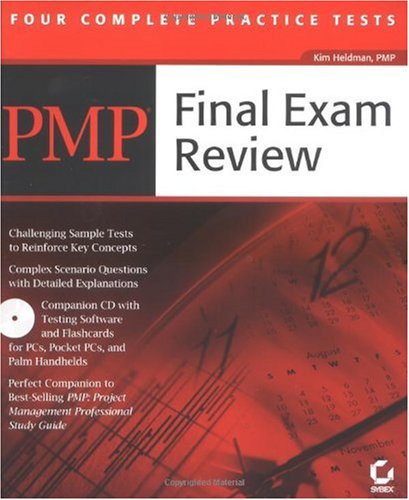 FOUR COMPLETE PRACTICE TESTS
Kim Heldman, PMP
PMP®
Final Exam
Review
Challenging Sample Tests
to Reinforce Key Concepts
Complex Scenario Questions
with Detailed Explanations
Companion CD with
Testing Software
and Flashcards
for PCs, Pocket PCs, and
Palm Handhelds
Perfect Companion to
Best-Selling PMP: Project
Management Professional
Study Guide
12
11
August
S M T W T F S
November
Copyrighted Material
SYBEX